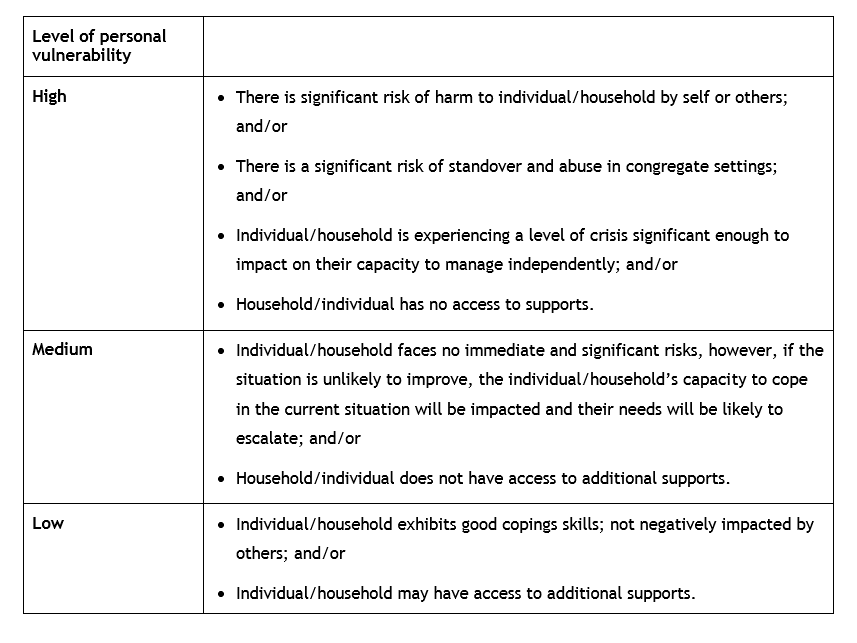 Level of personal
vulnerability
High
• There is significant risk of harm to individual/household by self or others;
and/or
• There is a significant risk of standover and abuse in congregate settings;
and/or
• Individual/household is experiencing a level of crisis significant enough to
impact on their capacity to manage independently; and/or
• Household/individual has no access to supports.
Medium
• Individual/household faces no immediate and significant risks, however, if the
situation is unlikely to improve, the individual/household’s capacity to cope
in the current situation will be impacted and their needs will be likely to
escalate; and/or
• Household/individual does not have access to additional supports.
Low
• Individual/household exhibits good copings skills; not negatively impacted by
others; and/or
• Individual/household may have access to additional supports.